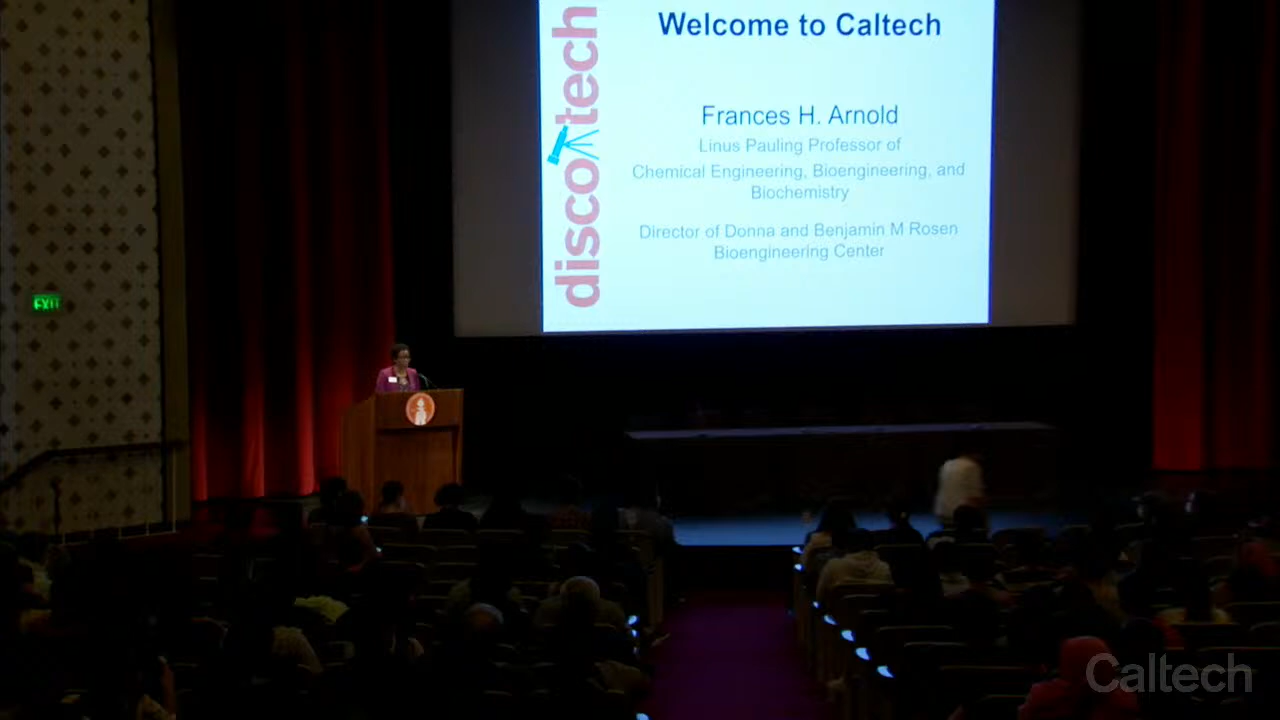 Welcome to Caltech
discotech
Frances H. Arnold
Linus Pauling Professor of
Chemical Engineering, Bioengineering, and
Biochemistry
Director of Donna and Benjamin M Rosen
Bioengineering Center
EXIT
Caltech